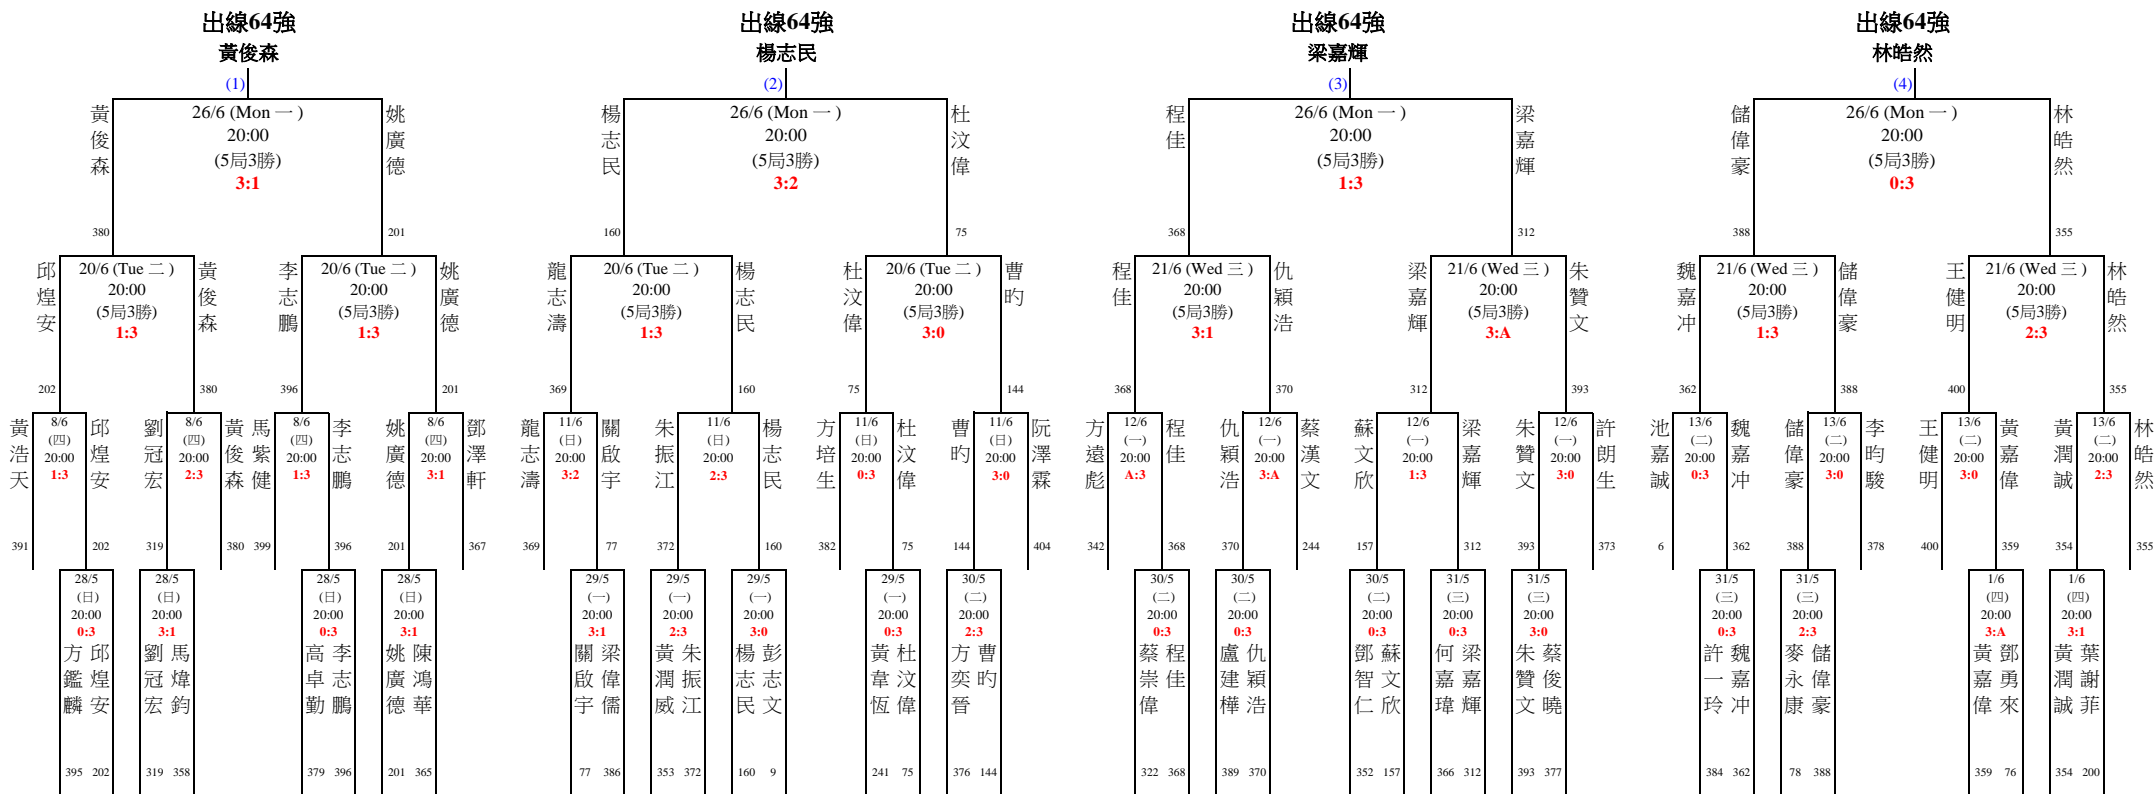 出線64強 出線64強 出線64強 出線64強
黃俊森 楊志民 梁嘉輝 林皓然
(1) (2) (3) (4)
黃俊森 26/6 (Mon 一 ) 姚廣德 楊志民 26/6 (Mon 一 ) 杜汶偉 程佳 26/6 (Mon 一 ) 梁嘉輝 儲偉豪 26/6 (Mon 一 ) 林皓然
20:00 20:00 20:00 20:00
(5局3勝) (5局3勝) (5局3勝) (5局3勝)
3:1 3:2 1:3 0:3
380 201 160 75 368 312 388 355
邱煌安 20/6 (Tue 二 ) 黃俊森 李志鵬 20/6 (Tue 二 ) 姚廣德 龍志濤 20/6 (Tue 二 ) 楊志民 杜汶偉 20/6 (Tue 二 ) 曹昀 程佳 21/6 (Wed 三 ) 仇穎浩 梁嘉輝 21/6 (Wed 三 ) 朱贊文 魏嘉冲 21/6 (Wed 三 ) 儲偉豪 王健明 21/6 (Wed 三 ) 林皓然
20:00 20:00 20:00 20:00 20:00 20:00 20:00 20:00
(5局3勝) (5局3勝) (5局3勝) (5局3勝) (5局3勝) (5局3勝) (5局3勝) (5局3勝)
1:3 1:3 1:3 3:0 3:1 3:A 1:3 2:3
202 380 396 201 369 160 75 144 368 370 312 393 362 388 400 355
黃浩天 8/6 邱煌安 劉冠宏 8/6 黃俊森 馬紫健 8/6 李志鵬 姚廣德 8/6 鄧澤軒 龍志濤 11/6 關啟宇 朱振江 11/6 楊志民 方培生 11/6 杜汶偉 曹昀 11/6 阮澤霖 方遠彪 12/6 程佳 仇穎浩 12/6 蔡漢文 蘇文欣 12/6 梁嘉輝 朱贊文 12/6 許朗生 池嘉誠 13/6 魏嘉冲 儲偉豪 13/6 李昀駿 王健明 13/6 黃嘉偉 黃潤誠 13/6 林皓然
(四) (四) (四) (四) (日) (日) (日) (日) (一) (一) (一) (一) (二) (二) (二) (二)
20:00 20:00 20:00 20:00 20:00 20:00 20:00 20:00 20:00 20:00 20:00 20:00 20:00 20:00 20:00 20:00
1:3 2:3 1:3 3:1 3:2 2:3 0:3 3:0 A:3 3:A 1:3 3:0 0:3 3:0 3:0 2:3
391 202 319 380 399 396 201 367 369 77 372 160 382 75 144 404 342 368 370 244 157 312 393 373 6 362 388 378 400 359 354 355
28/5 28/5 28/5 28/5 29/5 29/5 29/5 29/5 30/5 30/5 30/5 30/5 31/5 31/5 31/5 31/5 1/6 1/6
(日) (日) (日) (日) (一) (一) (一) (一) (二) (二) (二) (二) (三) (三) (三) (三) (四) (四)
20:00 20:00 20:00 20:00 20:00 20:00 20:00 20:00 20:00 20:00 20:00 20:00 20:00 20:00 20:00 20:00 20:00 20:00
0:3 3:1 0:3 3:1 3:1 2:3 3:0 0:3 2:3 0:3 0:3 0:3 0:3 3:0 0:3 2:3 3:A 3:1
方鑑麟 邱煌安 劉冠宏 馬煒鈞 高卓勤 李志鵬 姚廣德 陳鴻華 關啟宇 梁偉儒 黃潤威 朱振江 楊志民 彭志文 黃韋恆 杜汶偉 方奕晉 曹昀 蔡崇偉 程佳 盧建樺 仇穎浩 鄧智仁 蘇文欣 何嘉瑋 梁嘉輝 朱贊文 蔡俊曉 許一玲 魏嘉冲 麥永康 儲偉豪 黃嘉偉 鄧勇來 黃潤誠 葉謝菲
395 202 319 358 379 396 201 365 77 386 353 372 160 9 241 75 376 144 322 368 389 370 352 157 366 312 393 377 384 362 78 388 359 76 354 200